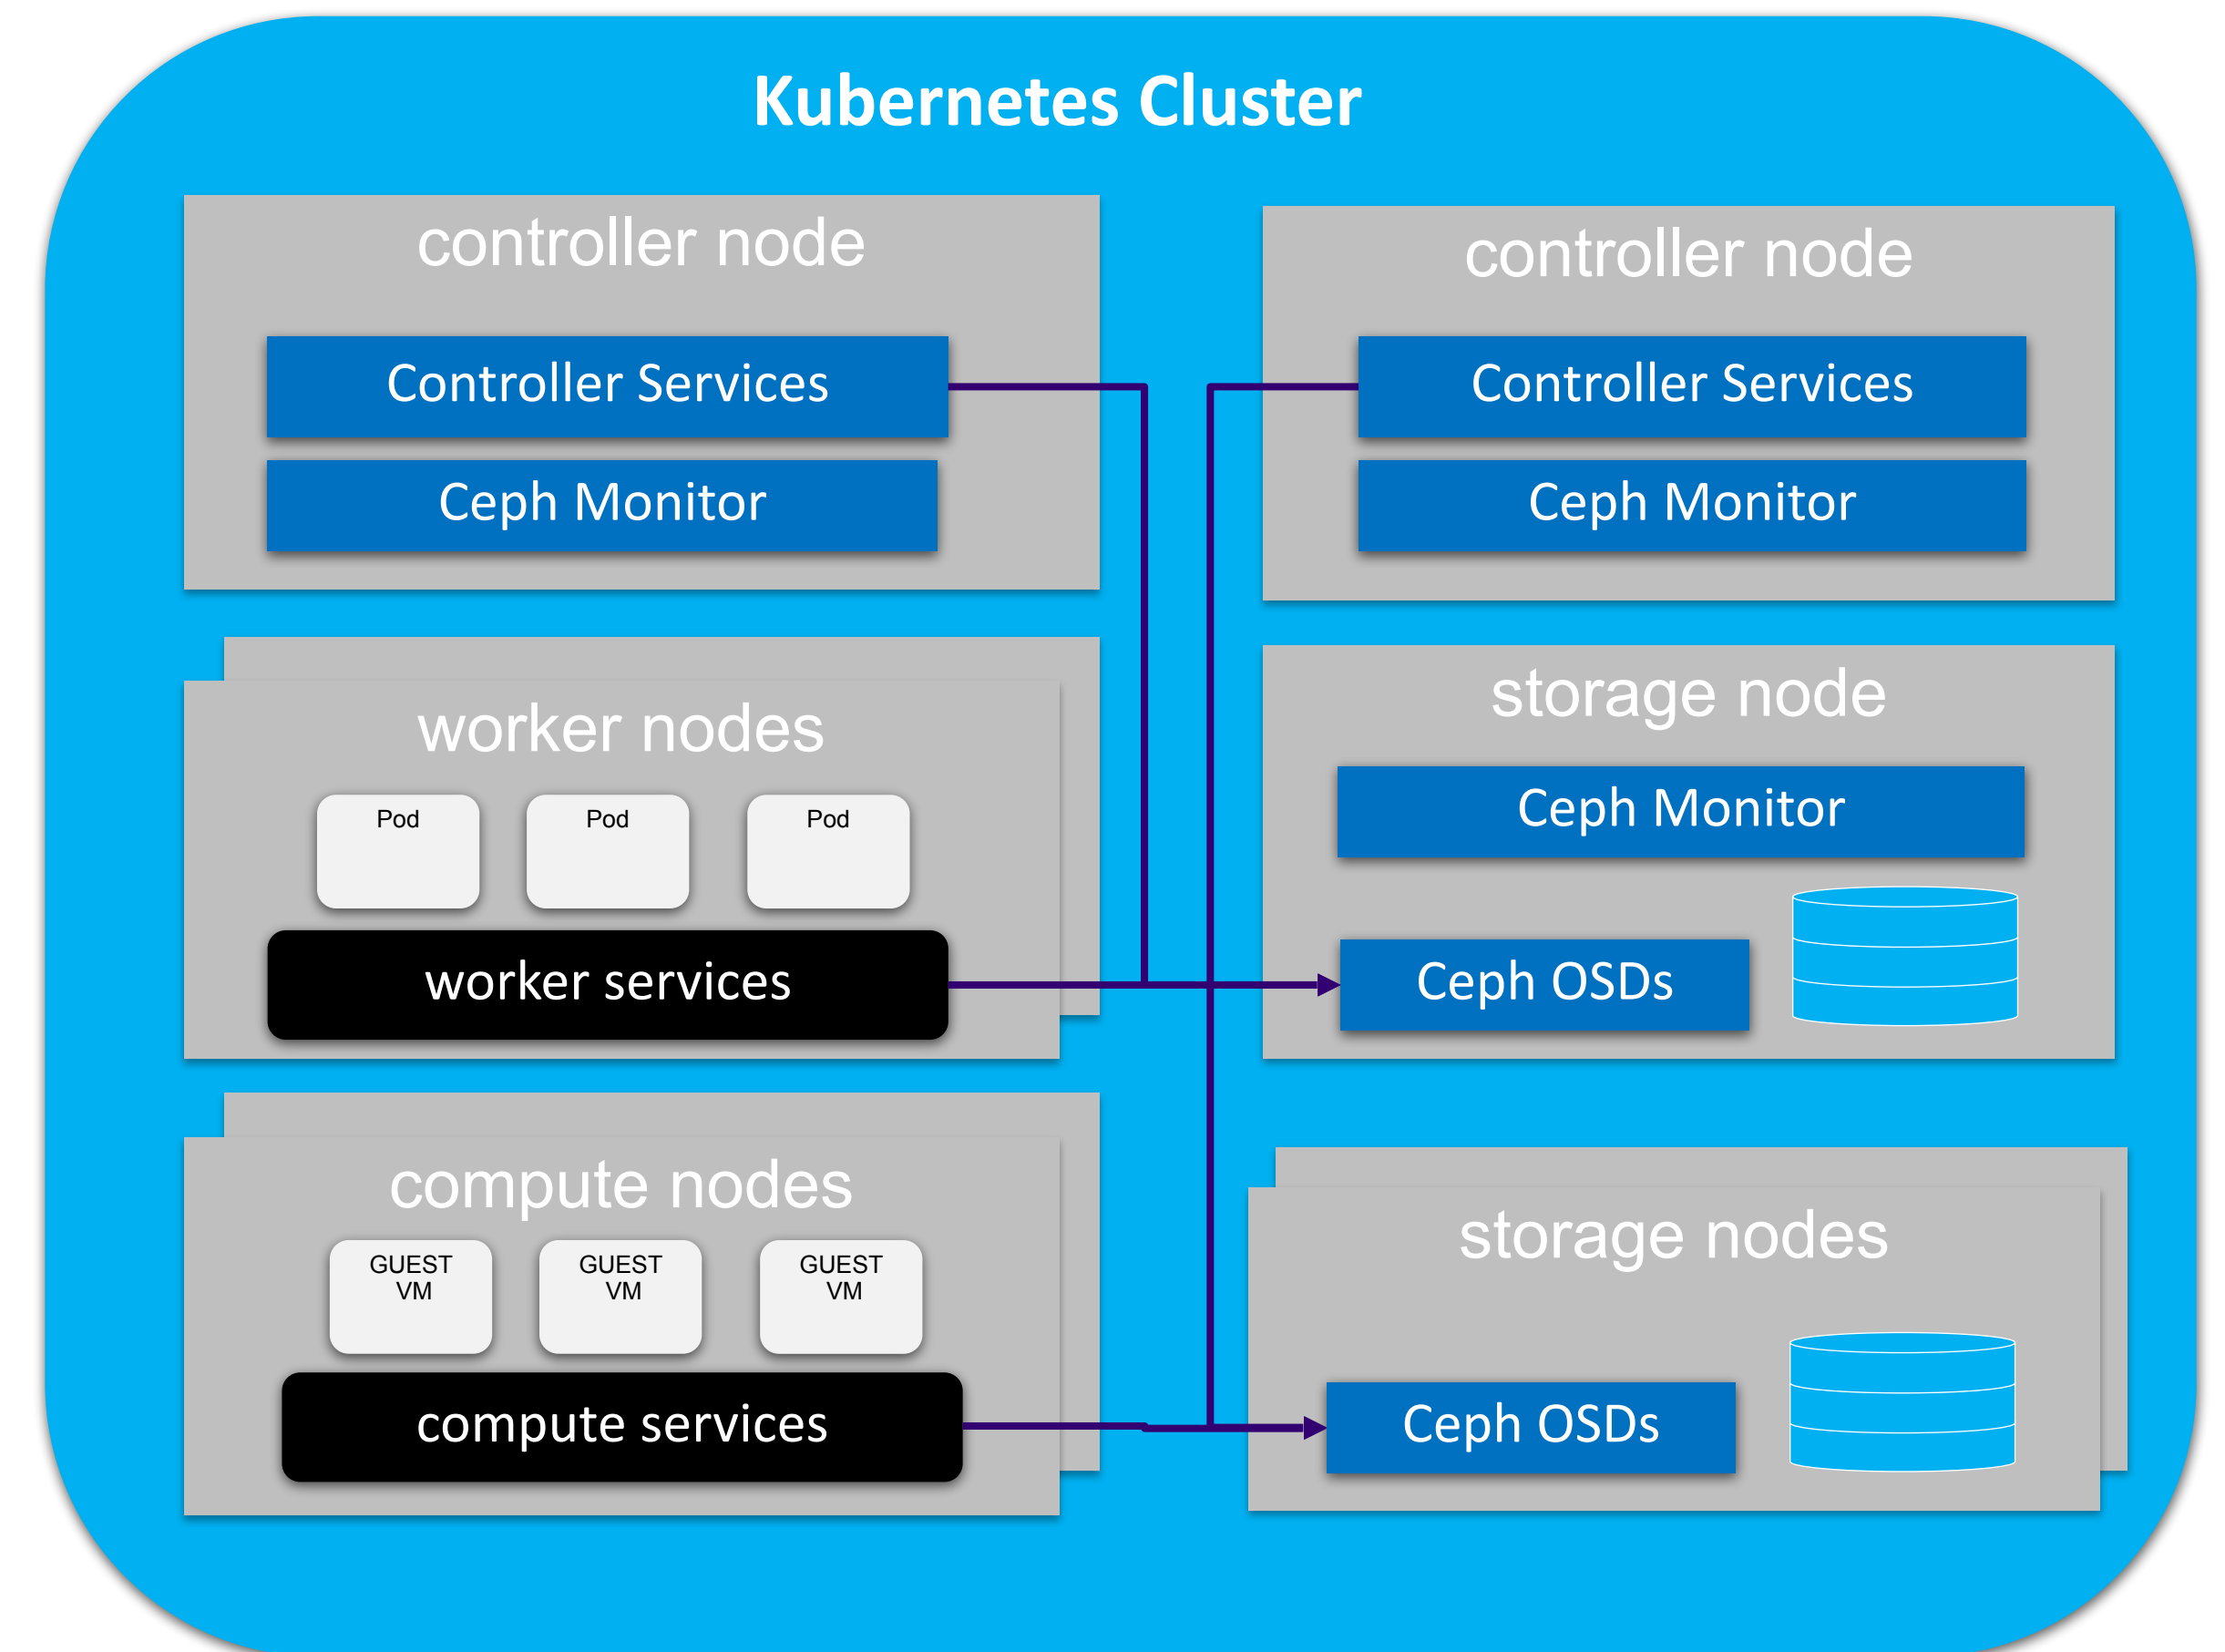 Kubernetes Cluster
controller node
Controller Services
Ceph Monitor
controller node
Controller Services
Ceph Monitor
worker nodes
Pod
Pod
Pod
worker services
storage node
Ceph Monitor
Ceph OSDs
compute nodes
GUEST
VM
GUEST
VM
GUEST
VM
compute services
storage nodes
Ceph OSDs